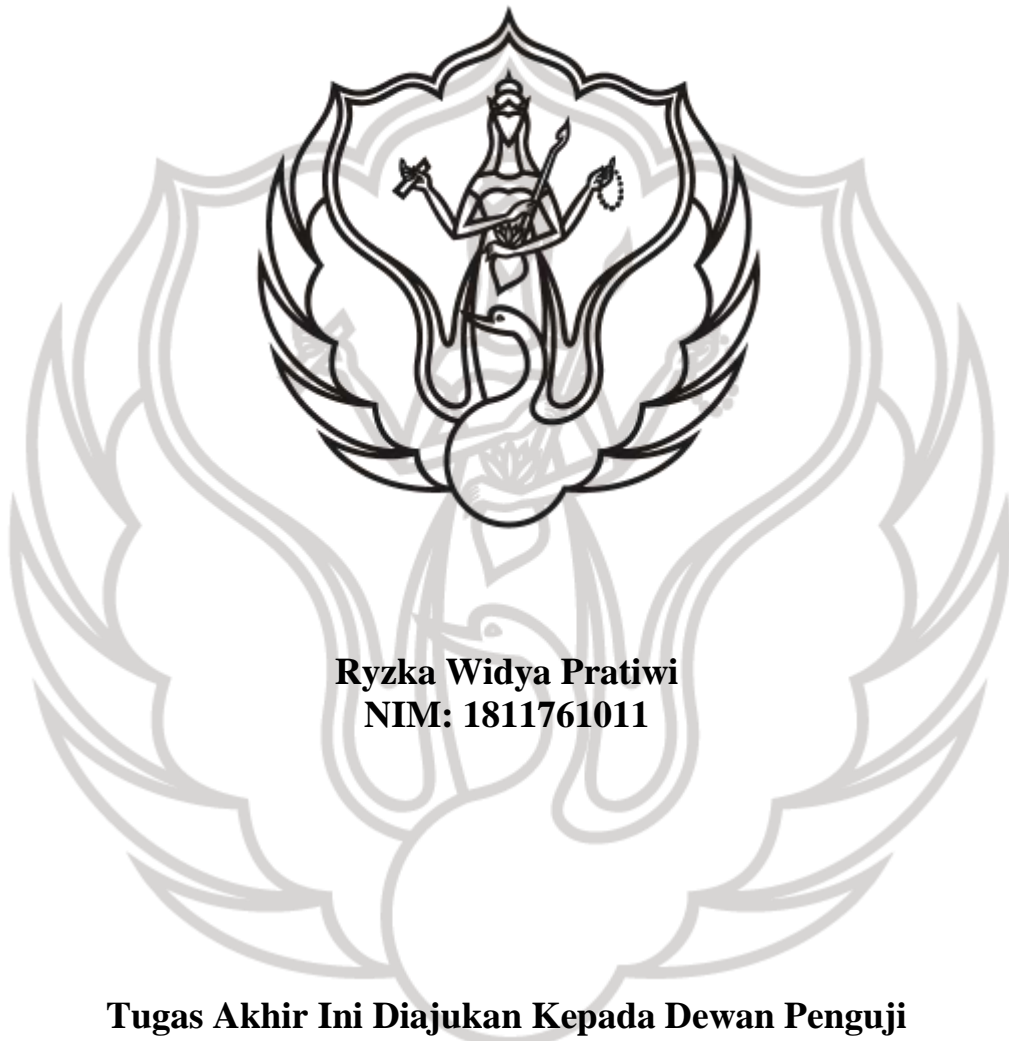 Ryzka Widya Pratiwi
NIM: 1811761011
Tugas Akhir Ini Diajukan Kepada Dewan Penguji